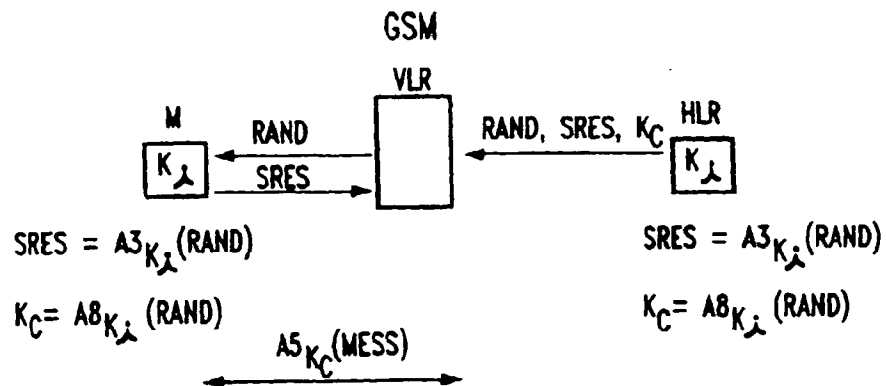 GSM
VLR
M
HLR
RAND
RAND, SRES, K_C
K_i
K_i
SRES
SRES = A3_{K_i}(RAND)
SRES = A3_{K_i}(RAND)
K_C = A8_{K_i} (RAND)
K_C = A8_{K_i} (RAND)
A5_{K_C}(MESS)